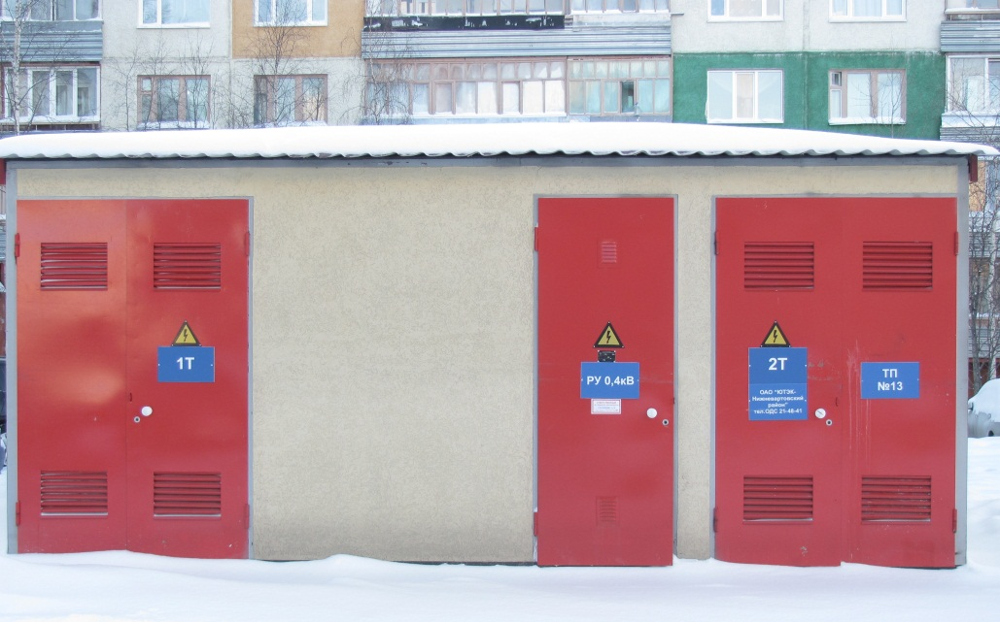 1Т
РУ 0,4кВ
2Т
ОАО "ЮТЭК-
Нижневартовский
район"
тел.ОДС 21-48-41
ТП
№13